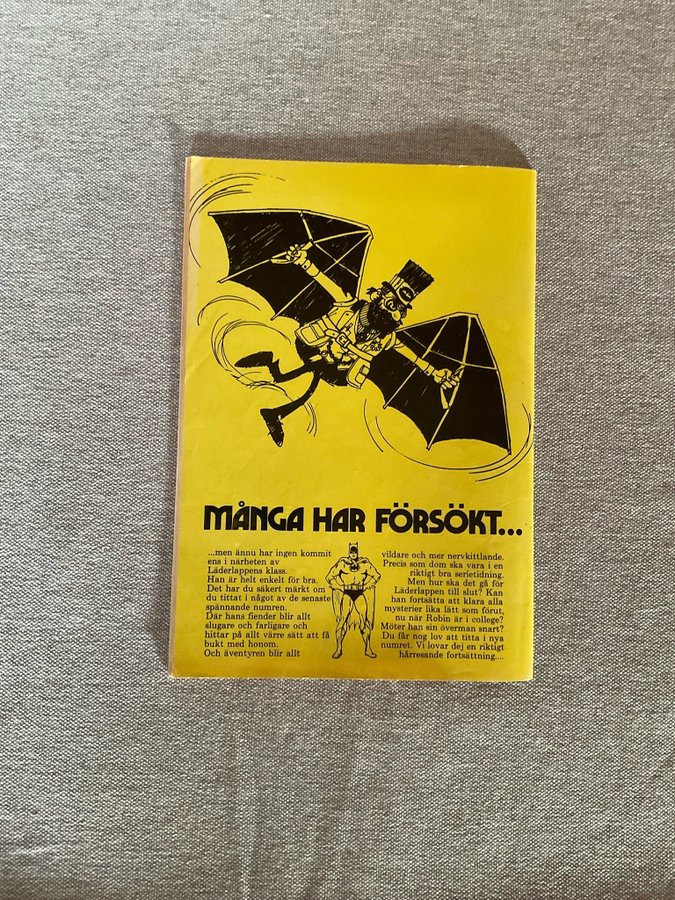 MÅNGA HAR FÖRSÖKT...
...men ännu har ingen kommit
ens i närheten av
Läderlappens klass.
Han är helt enkelt för bra.
Det har du säkert märkt om
du tittat i något av de senaste
spännande numren.
Där hans fiender blir allt
slugare och farligare och
hittar på allt värre sätt att få
bukt med honom.
Och äventyren blir allt
vildare och mer nervkittlande.
Precis som dom ska vara i en
riktigt bra serietidning.
Men hur ska det gå för
Läderlappen till slut? Kan
han fortsätta att klara alla
mysterier lika lätt som förut,
nu när Robin är i college?
Möter han sin överman snart?
Du får nog lov att titta i nya
numret. Vi lovar dej en riktigt
hårresande fortsättning....